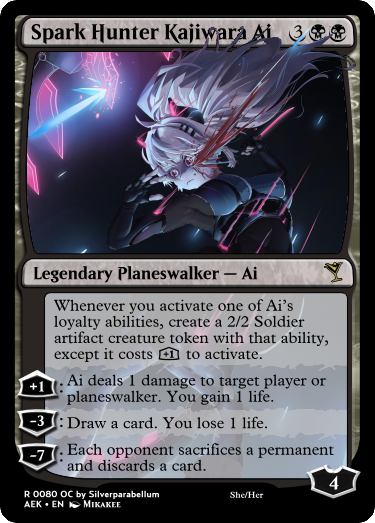 Spark Hunter Kajiwara Ai 3
Legendary Planeswalker — Ai
Whenever you activate one of Ai's
loyalty abilities, create a 2/2 Soldier
artifact creature token with that ability,
except it costs +1 to activate.
+1: Ai deals 1 damage to target player or
planeswalker. You gain 1 life.
-3: Draw a card. You lose 1 life.
-7: Each opponent sacrifices a permanent
and discards a card.
4
R 0080 OC by Silverparabellum
She/Her
AEK • EN Mikakee